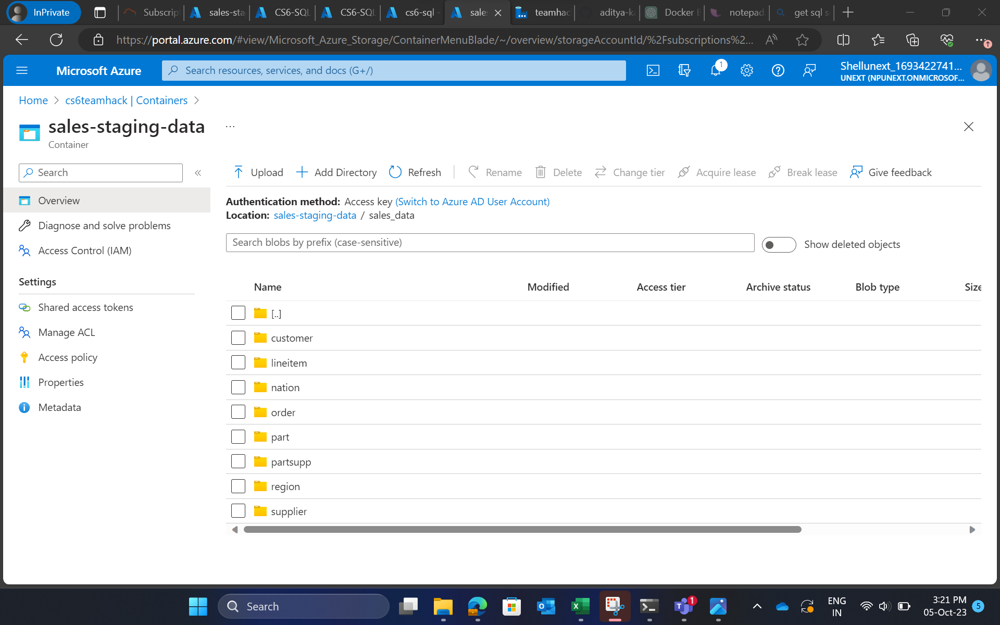 InPrivate
Subscript
sales-sta
CS6-SQL
CS6-SQL
cs6-sql -
sales
teamhac
aditya-ka
Docker E
notepad
get sql s
https://portal.azure.com/#view/Microsoft_Azure_Storage/ContainerMenuBlade/~/overview/storageAccountId/%2Fsubscriptions%2...
Microsoft Azure
Search resources, services, and docs (G+/)
1
Shellunext_1693422741...
UNEXT (NPUNEXT.ONMICROSOF...
Home > cs6teamhack | Containers >
sales-staging-data ...
Container
Search
«
Upload
Add Directory
Refresh
Rename
Delete
Change tier
Acquire lease
Break lease
Give feedback
Overview
Diagnose and solve problems
Access Control (IAM)
Settings
Shared access tokens
Manage ACL
Access policy
Properties
Metadata
Authentication method: Access key (Switch to Azure AD User Account)
Location: sales-staging-data / sales_data
Search blobs by prefix (case-sensitive)
Show deleted objects
Name Modified Access tier Archive status Blob type Size
[..]
customer
lineitem
nation
order
part
partsupp
region
supplier
Search
1
ENG
IN
3:21 PM
05-Oct-23
5